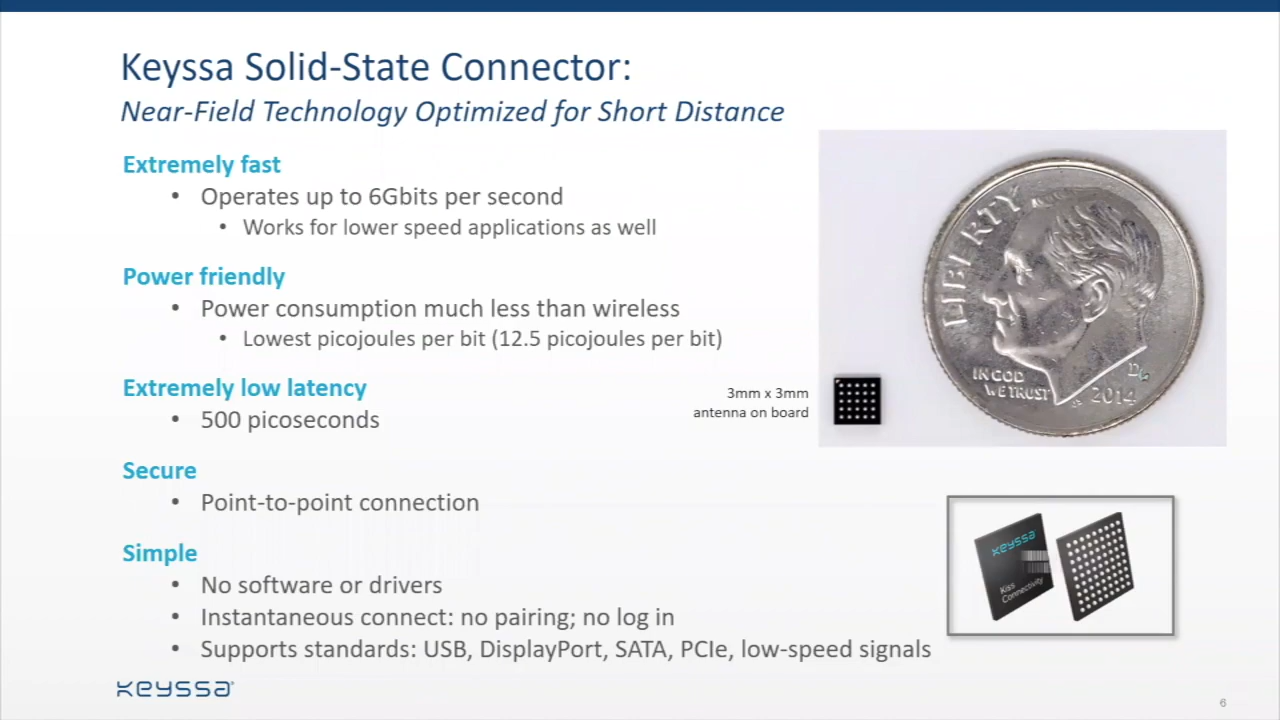 Keyssa Solid-State Connector:
Near-Field Technology Optimized for Short Distance
Extremely fast
• Operates up to 6Gbits per second
• Works for lower speed applications as well
Power friendly
• Power consumption much less than wireless
• Lowest picojoules per bit (12.5 picojoules per bit)
Extremely low latency
• 500 picoseconds
3mm x 3mm
antenna on board
LIBERTY
IN GOD
WE TRUST
D
2014
Secure
• Point-to-point connection
Simple
• No software or drivers
• Instantaneous connect: no pairing; no log in
• Supports standards: USB, DisplayPort, SATA, PCIe, low-speed signals
keyssa
Kiss
Connectivity
keyssa
6